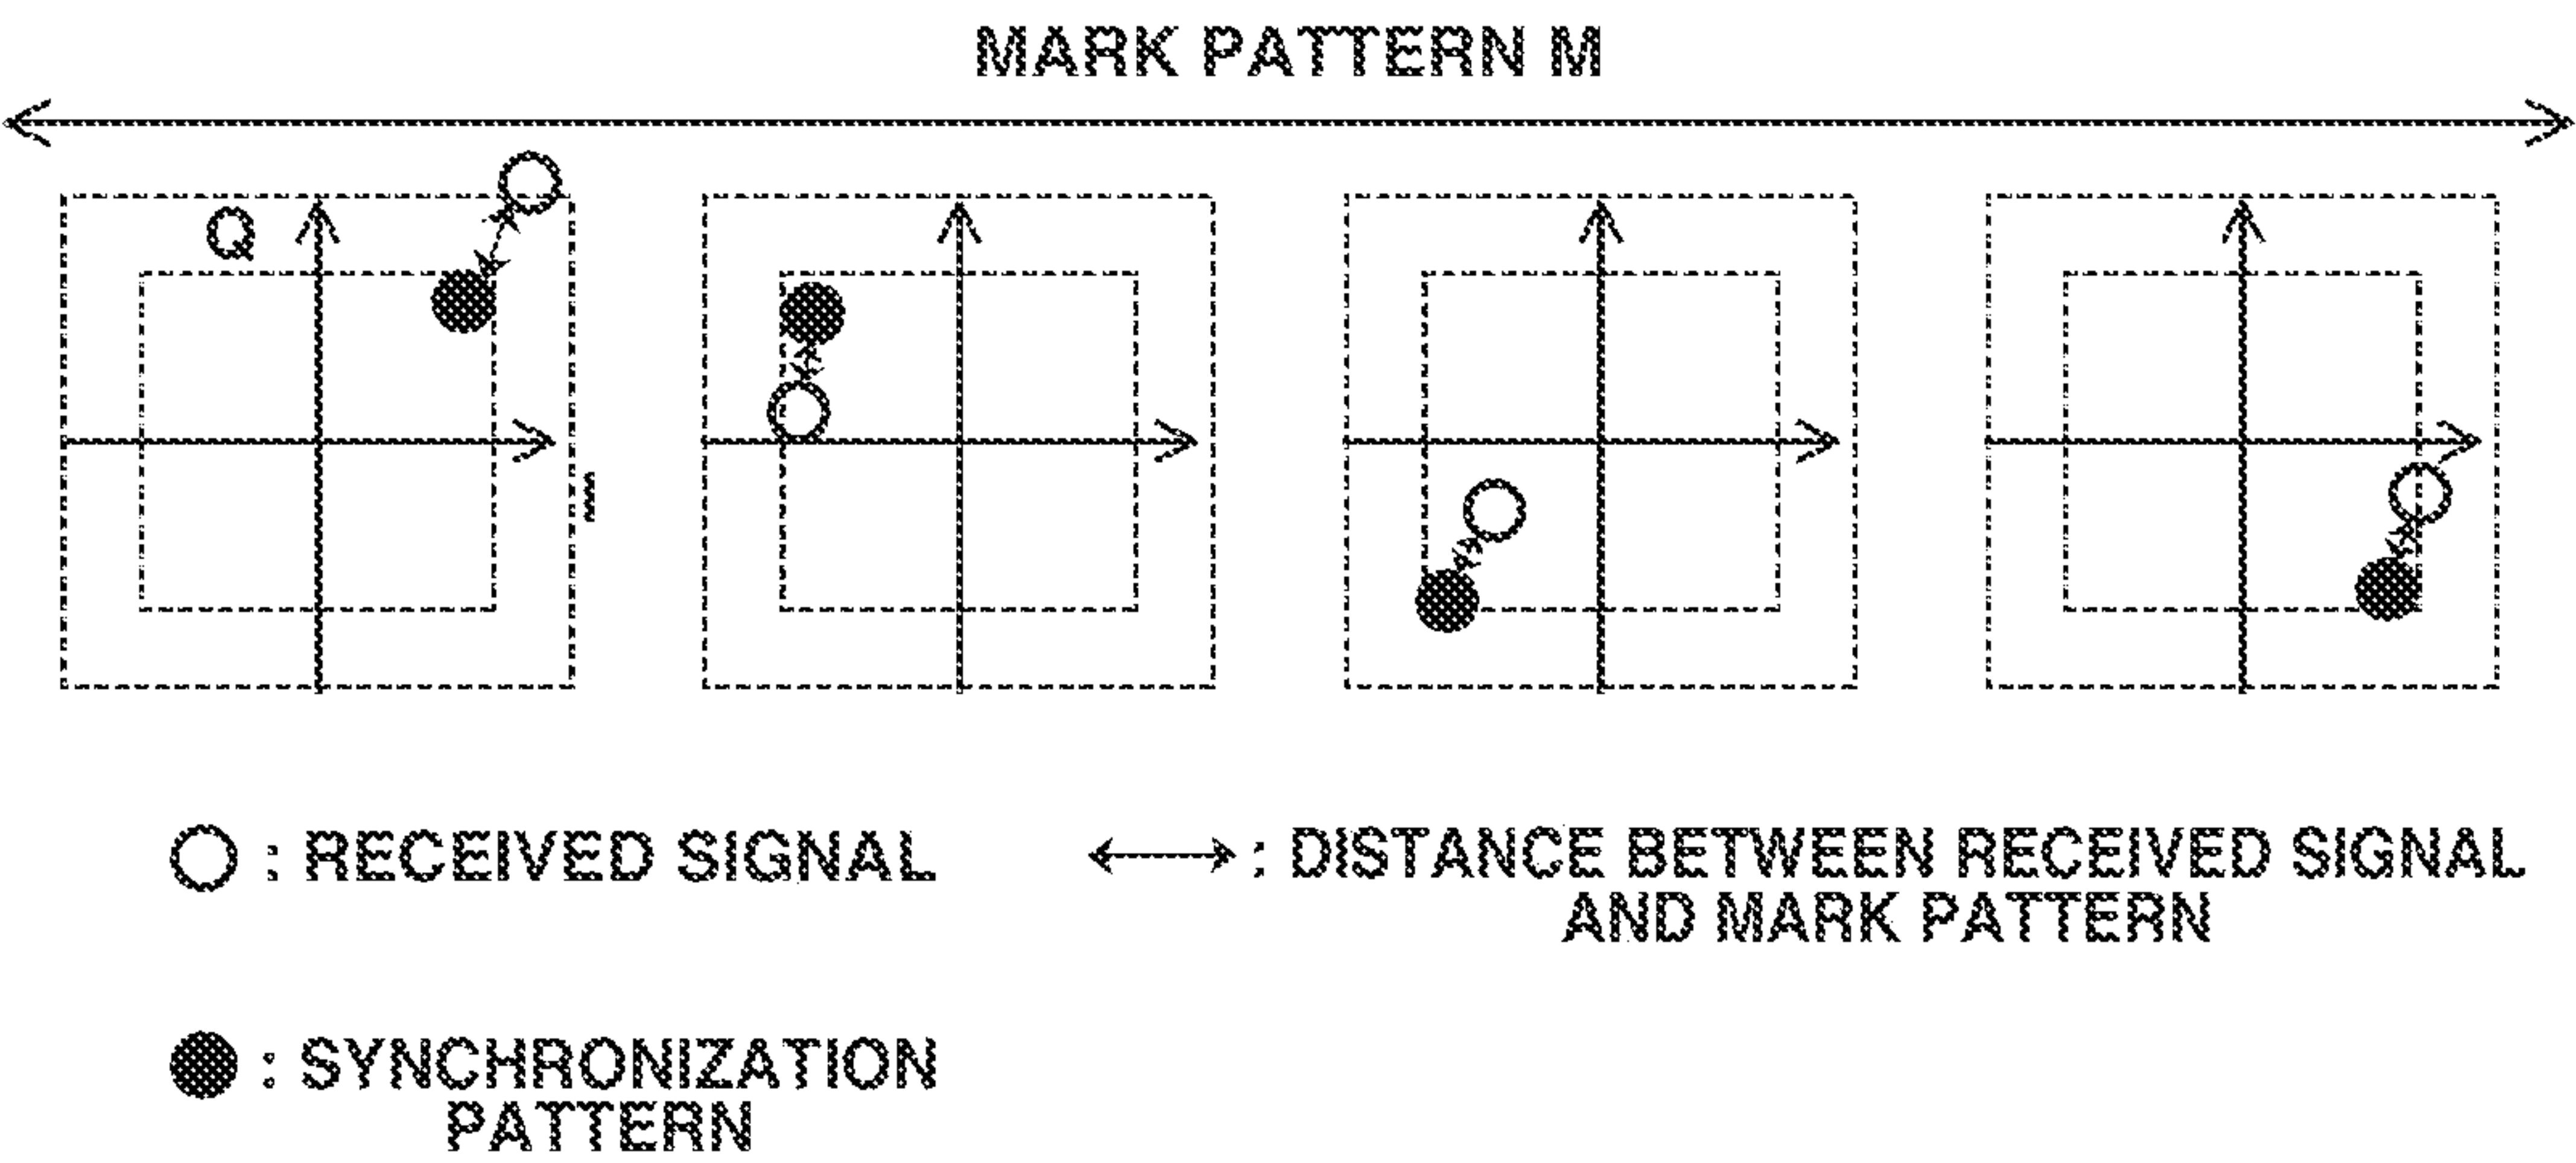 MARK PATTERN M
Q
I
: RECEIVED SIGNAL
: DISTANCE BETWEEN RECEIVED SIGNAL
AND MARK PATTERN
: SYNCHRONIZATION
PATTERN